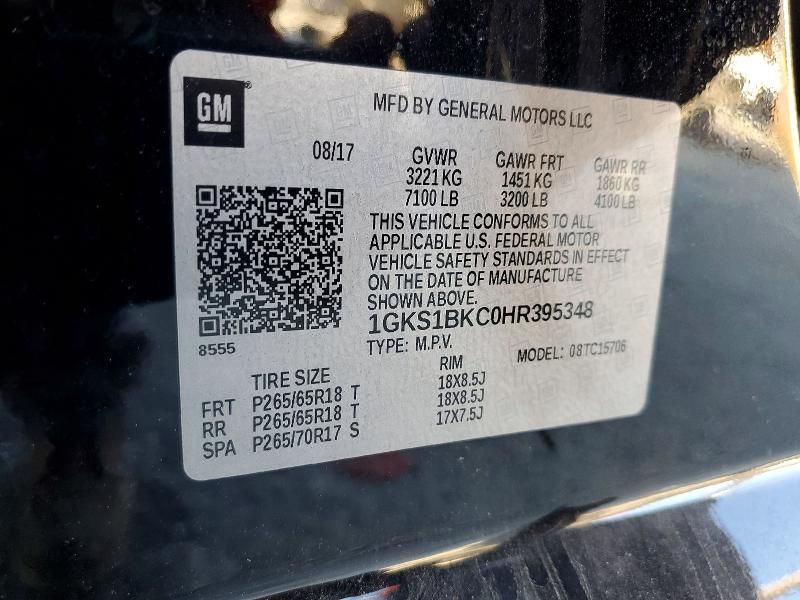 GM
MFD BY GENERAL MOTORS LLC
08/17
GVWR GAWR FRT GAWR RR
3221 KG 1451 KG 1860 KG
7100 LB 3200 LB 4100 LB
THIS VEHICLE CONFORMS TO ALL
APPLICABLE U.S. FEDERAL MOTOR
VEHICLE SAFETY STANDARDS IN EFFECT
ON THE DATE OF MANUFACTURE
SHOWN ABOVE.
1GKS1BKC0HR395348
8555
TYPE: M.P.V. MODEL: 08TC15706
TIRE SIZE RIM
FRT P265/65R18 T 18X8.5J
RR P265/65R18 T 18X8.5J
SPA P265/70R17 S 17X7.5J